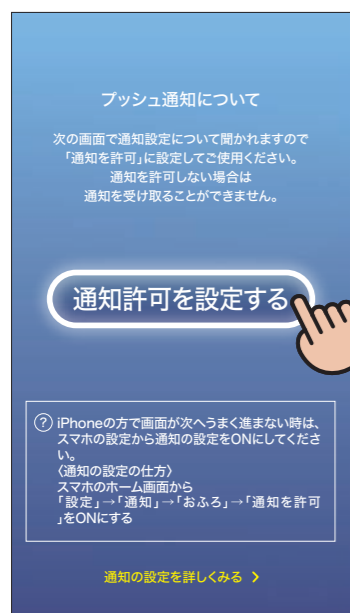 プッシュ通知について
次の画面で通知設定について聞かれますので
「通知を許可」に設定してご使用ください。
通知を許可しない場合は
通知を受け取ることができません。
通知許可を設定する
? iPhoneの方で画面が次へうまく進まない時は、
スマホの設定から通知の設定をONにしてくださ
い。
〈通知の設定の仕方〉
スマホのホーム画面から
「設定」→「通知」→「おふろ」→「通知を許可
」をONにする
通知の設定を詳しくみる >